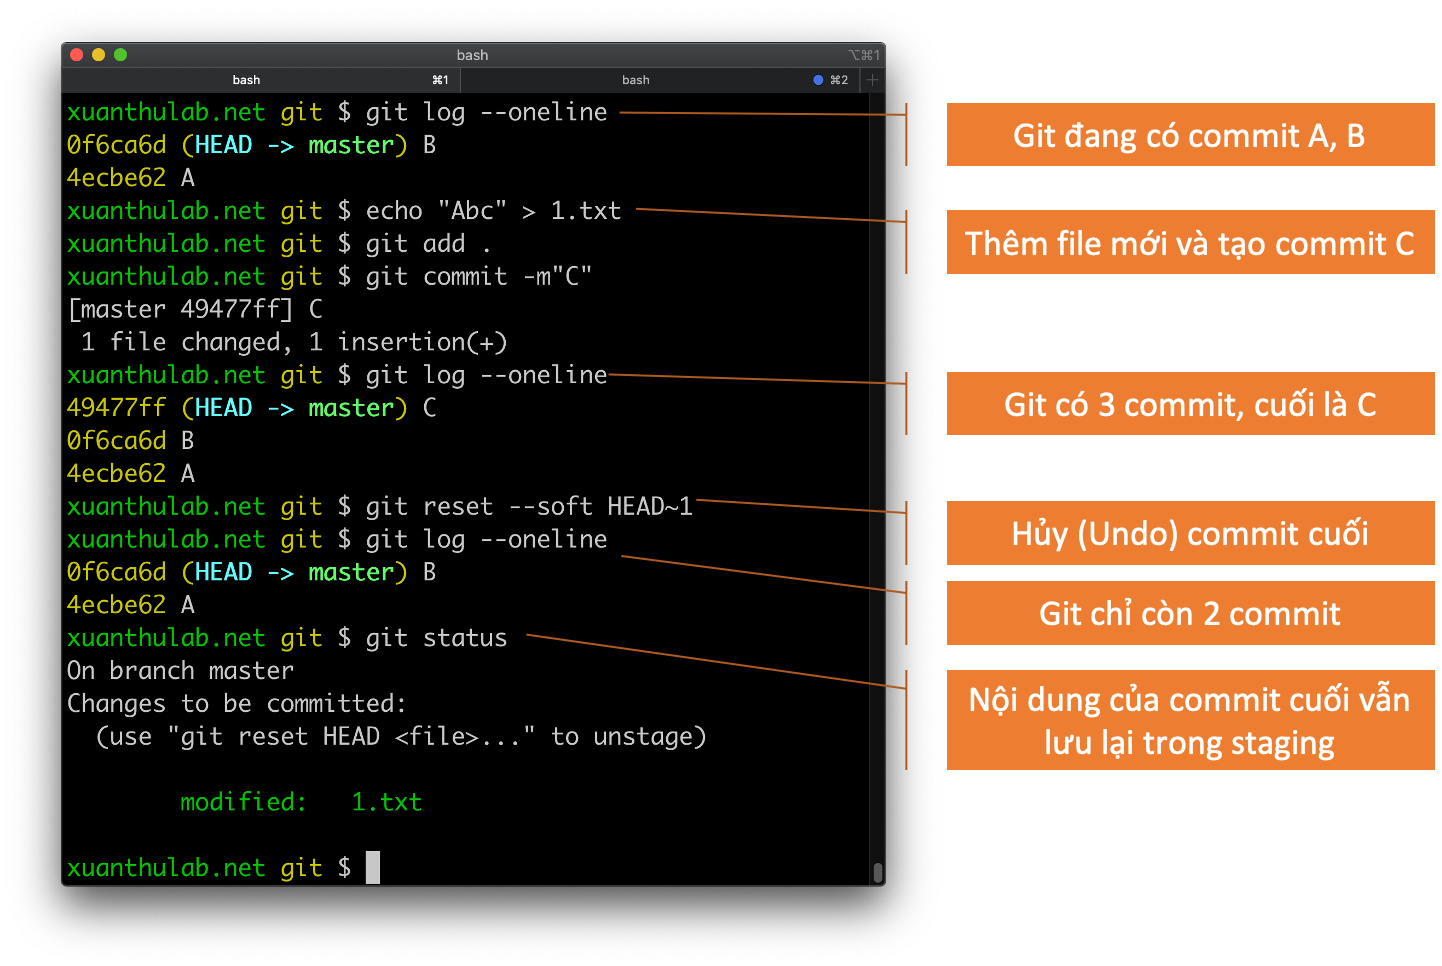 bash
⌥⌘1
bash ⌘1
bash ⌘2
xuanthulab.net git $ git log --oneline
0f6ca6d (HEAD -> master) B
4ecbe62 A
xuanthulab.net git $ echo "Abc" > 1.txt
xuanthulab.net git $ git add .
xuanthulab.net git $ git commit -m"C"
[master 49477ff] C
1 file changed, 1 insertion(+)
xuanthulab.net git $ git log --oneline
49477ff (HEAD -> master) C
0f6ca6d B
4ecbe62 A
xuanthulab.net git $ git reset --soft HEAD~1
xuanthulab.net git $ git log --oneline
0f6ca6d (HEAD -> master) B
4ecbe62 A
xuanthulab.net git $ git status
On branch master
Changes to be committed:
(use "git reset HEAD <file>..." to unstage)
modified: 1.txt
xuanthulab.net git $
Git đang có commit A, B
Thêm file mới và tạo commit C
Git có 3 commit, cuối là C
Hủy (Undo) commit cuối
Git chỉ còn 2 commit
Nội dung của commit cuối vẫn
lưu lại trong staging